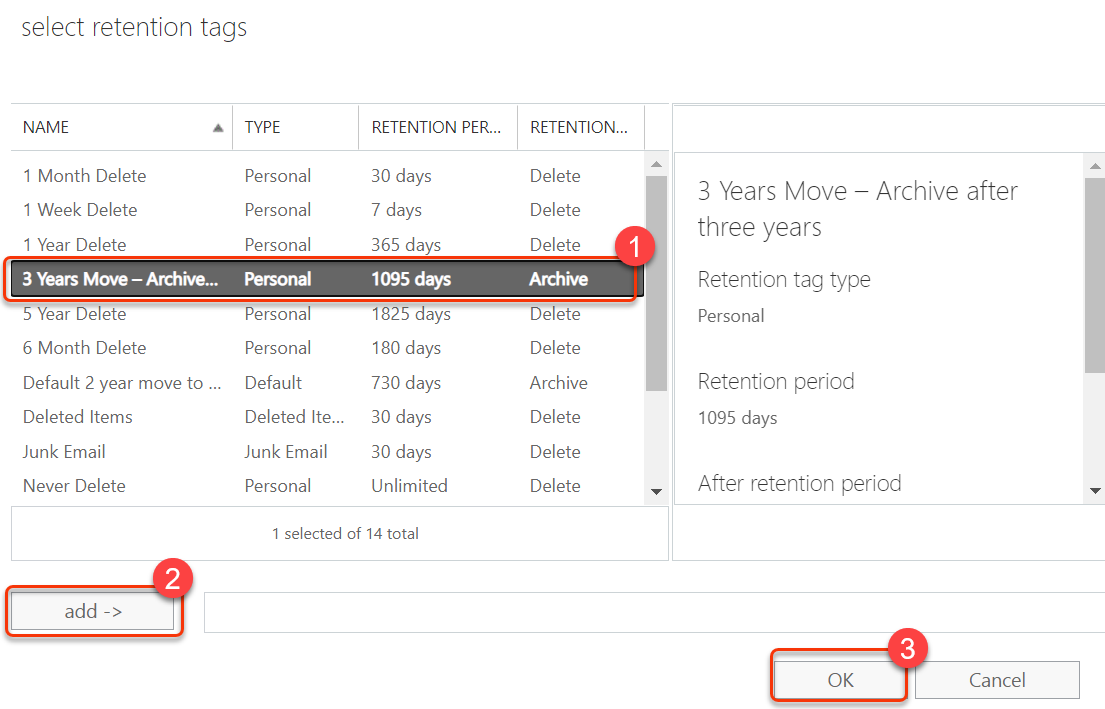 select retention tags
NAME TYPE RETENTION PER... RETENTION...
1 Month Delete Personal 30 days Delete
1 Week Delete Personal 7 days Delete
1 Year Delete Personal 365 days Delete
1
3 Years Move – Archive... Personal 1095 days Archive
5 Year Delete Personal 1825 days Delete
6 Month Delete Personal 180 days Delete
Default 2 year move to ... Default 730 days Archive
Deleted Items Deleted Ite... 30 days Delete
Junk Email Junk Email 30 days Delete
Never Delete Personal Unlimited Delete
1 selected of 14 total
3 Years Move – Archive after
three years
Retention tag type
Personal
Retention period
1095 days
After retention period
2
add ->
3
OK Cancel